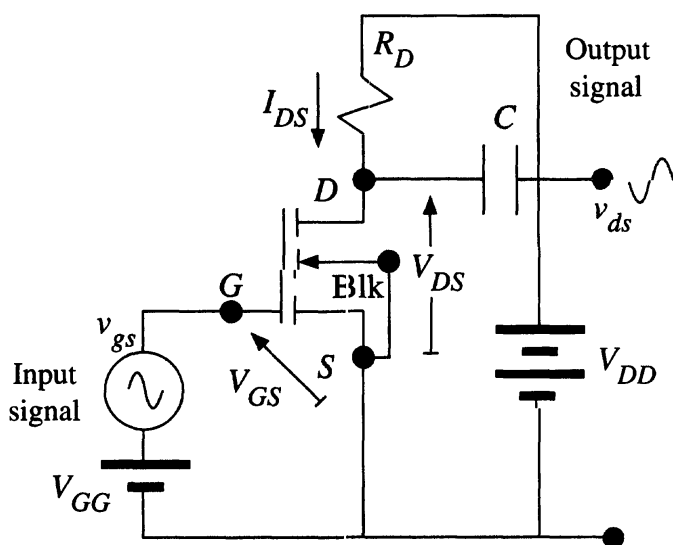 R_D
Output
signal
I_DS
C
D
v_ds
G
Blk
V_DS
v_gs
S
Input
signal
V_GS
V_DD
V_GG